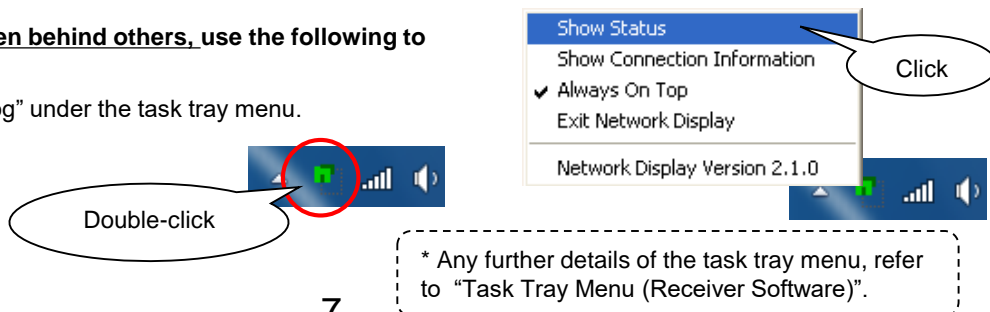 en behind others, use the following to
og” under the task tray menu.
Double-click
Show Status
Show Connection Information
Always On Top
Exit Network Display
Network Display Version 2.1.0
Click
* Any further details of the task tray menu, refer
to “Task Tray Menu (Receiver Software)”.
7